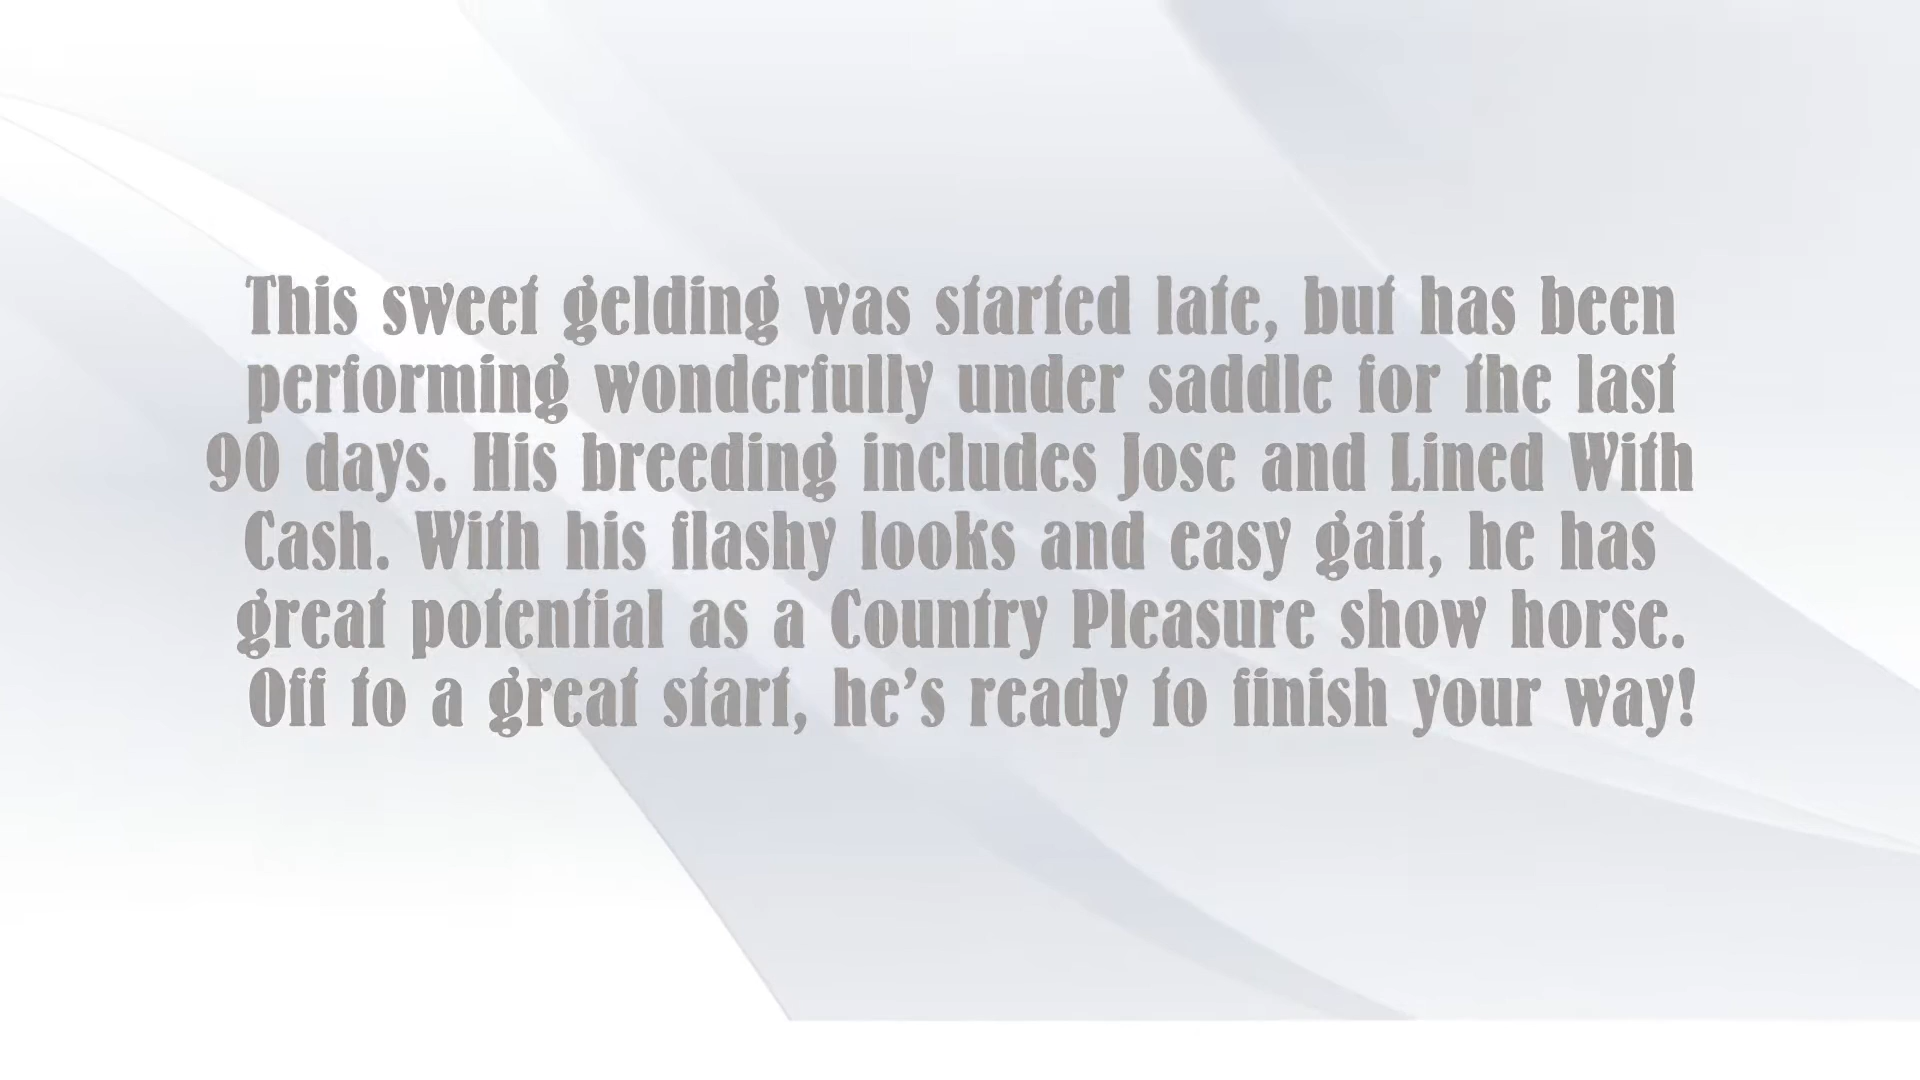 This sweet gelding was started late, but has been
performing wonderfully under saddle for the last
90 days. His breeding includes Jose and Lined With
Cash. With his flashy looks and easy gait, he has
great potential as a Country Pleasure show horse.
Off to a great start, he’s ready to finish your way!